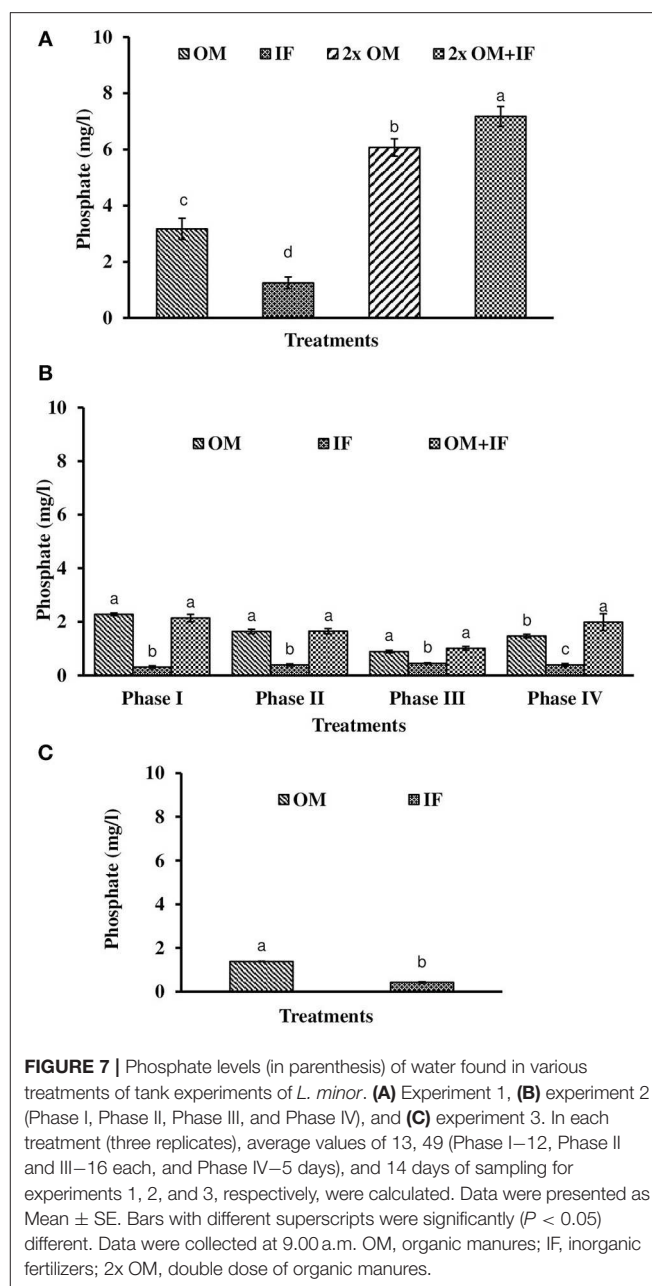 A
10
OM IF 2x OM 2x OM+IF
a
8
b
6
Phosphate (mg/l)
c
4
d
2
0
Treatments
B
10
OM IF OM+IF
8
6
Phosphate (mg/l)
4
a b a a b a a b a b c a
2
0
Phase I Phase II Phase III Phase IV
Treatments
C
10
OM IF
8
6
Phosphate (mg/l)
4
a
2
b
0
Treatments
FIGURE 7 | Phosphate levels (in parenthesis) of water found in various
treatments of tank experiments of L. minor. (A) Experiment 1, (B) experiment 2
(Phase I, Phase II, Phase III, and Phase IV), and (C) experiment 3. In each
treatment (three replicates), average values of 13, 49 (Phase I–12, Phase II
and III–16 each, and Phase IV–5 days), and 14 days of sampling for
experiments 1, 2, and 3, respectively, were calculated. Data were presented as
Mean ± SE. Bars with different superscripts were significantly (P < 0.05)
different. Data were collected at 9.00 a.m. OM, organic manures; IF, inorganic
fertilizers; 2x OM, double dose of organic manures.